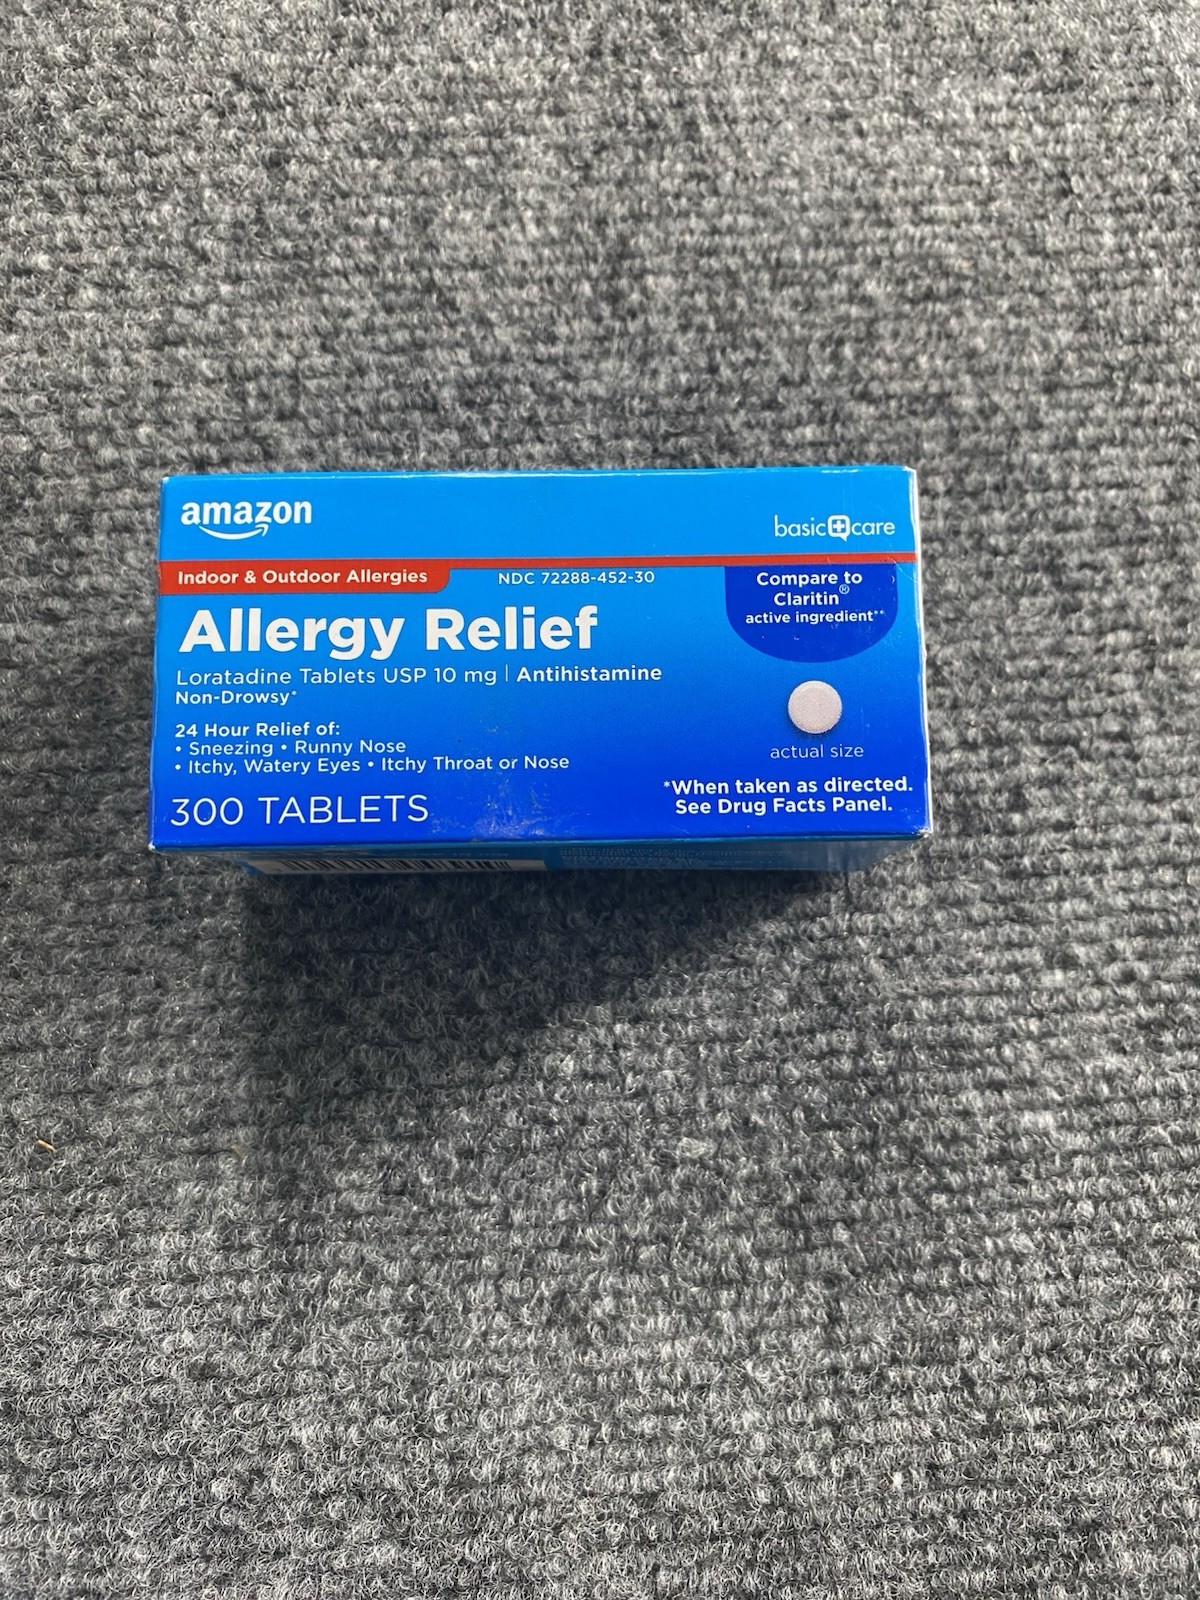 amazon
basic care
Indoor & Outdoor Allergies
NDC 72288-452-30
Compare to
Claritin®
active ingredient**
Allergy Relief
Loratadine Tablets USP 10 mg | Antihistamine
Non-Drowsy*
24 Hour Relief of:
• Sneezing • Runny Nose
• Itchy, Watery Eyes • Itchy Throat or Nose
actual size
300 TABLETS
*When taken as directed.
See Drug Facts Panel.